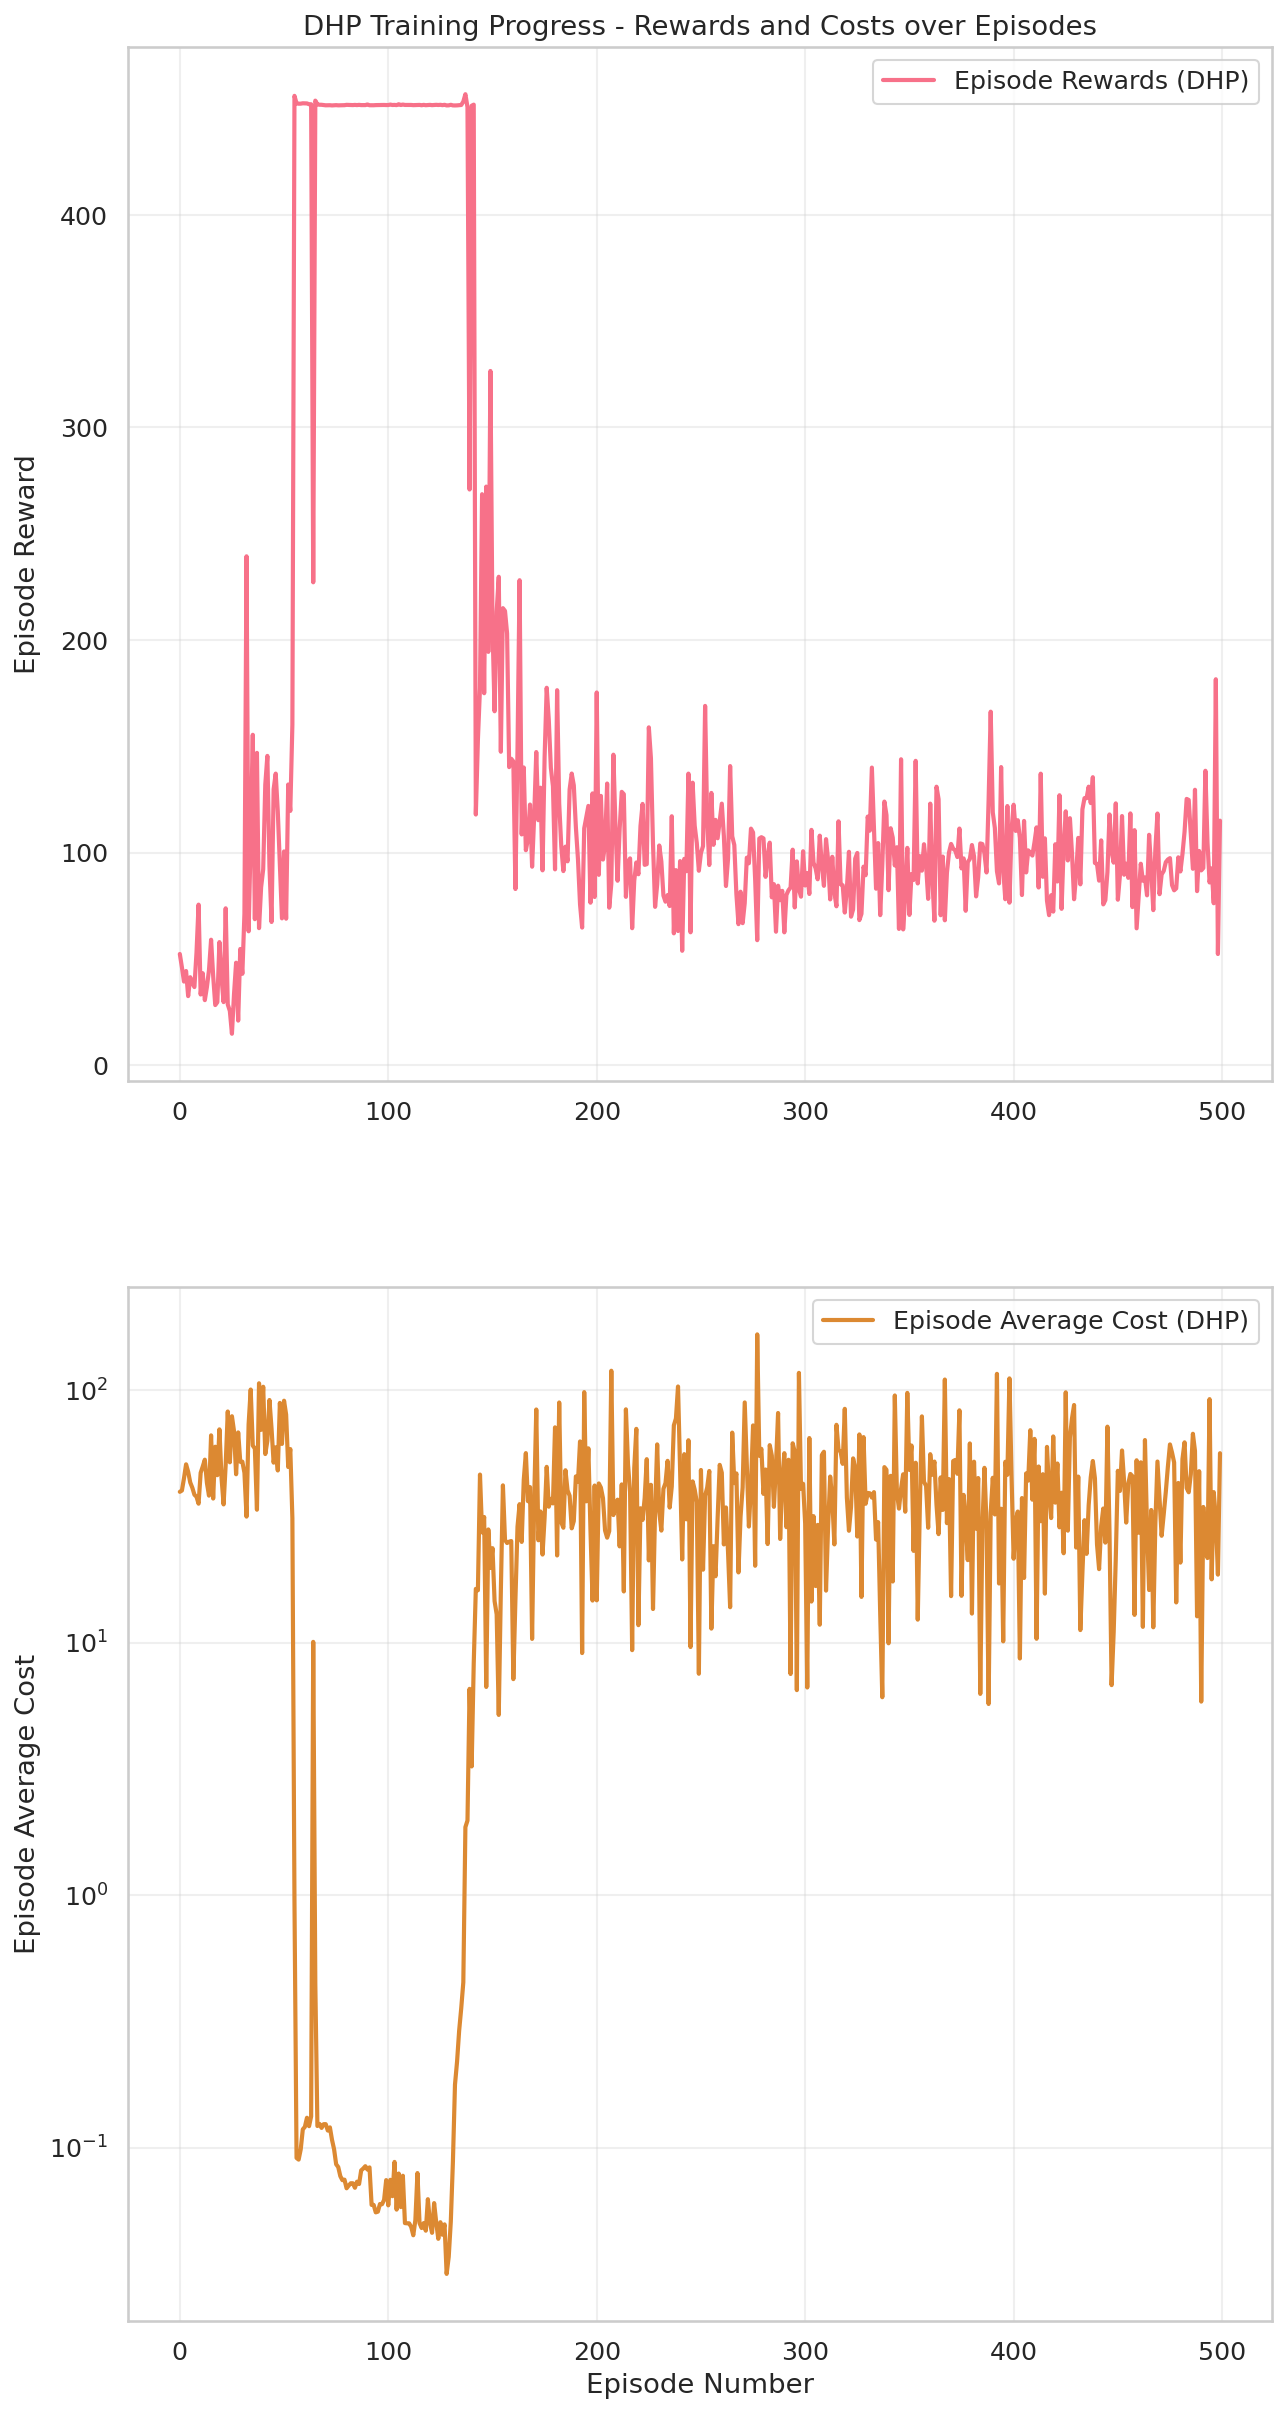 DHP Training Progress - Rewards and Costs over Episodes
Episode Rewards (DHP)
Episode Reward
400
300
200
100
0
0 100 200 300 400 500
Episode Average Cost (DHP)
Episode Average Cost
10²
10¹
10⁰
10⁻¹
0 100 200 300 400 500
Episode Number